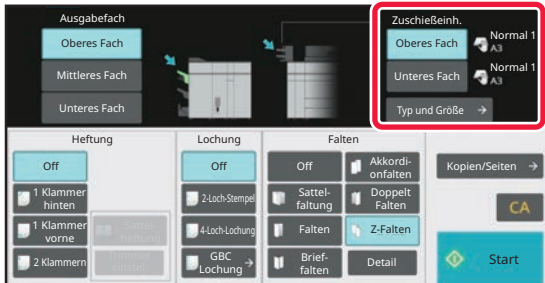 Ausgabefach
Oberes Fach
Mittleres Fach
Unteres Fach
Zuschießeinh.
Oberes Fach
Normal 1
A3
Unteres Fach
Normal 1
A3
Typ und Größe
Heftung
Off
1 Klammer
hinten
1 Klammer
vorne
2 Klammern
Sattel-
heftung
Lochung
Off
2-Loch-Stempel
4-Loch-Lochung
GBC
Lochung
Falten
Off
Akkordi-
onfalten
Sattel-
faltung
Doppelt
Falten
Falten
Z-Falten
Brief-
falten
Detail
Kopien/Seiten
CA
Start